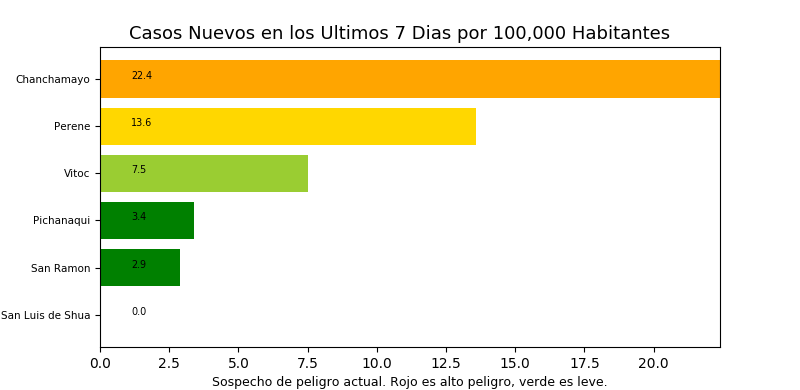 Casos Nuevos en los Ultimos 7 Dias por 100,000 Habitantes
Chanchamayo 22.4
Perene 13.6
Vitoc 7.5
Pichanaqui 3.4
San Ramon 2.9
San Luis de Shua 0.0
0.0 2.5 5.0 7.5 10.0 12.5 15.0 17.5 20.0
Sospecho de peligro actual. Rojo es alto peligro, verde es leve.